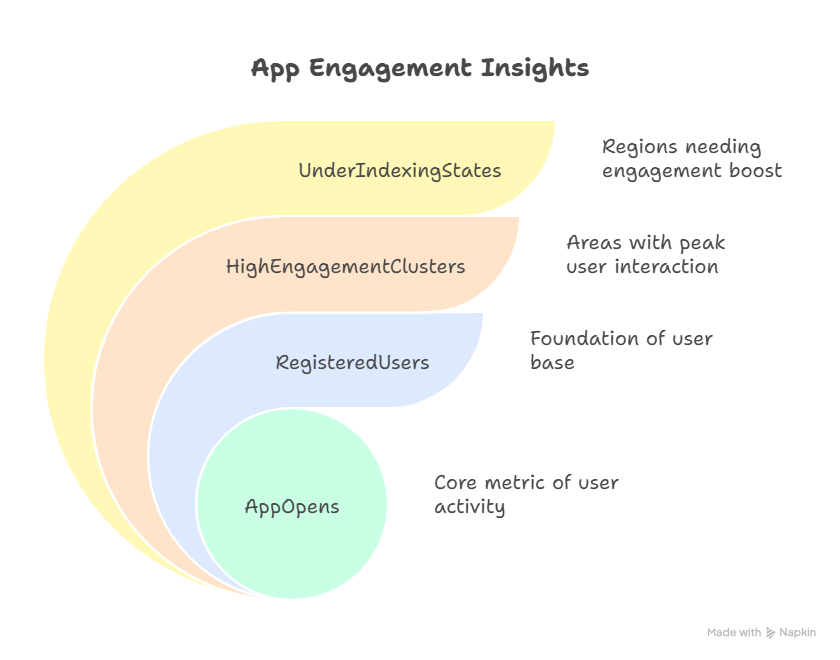 App Engagement Insights
UnderIndexingStates
Regions needing
engagement boost
HighEngagementClusters
Areas with peak
user interaction
RegisteredUsers
Foundation of user
base
AppOpens
Core metric of user
activity
Made with Napkin